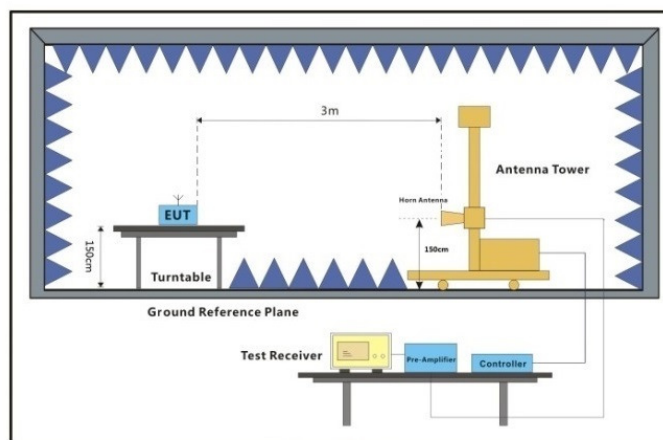 3m
Antenna Tower
Horn Antenna
EUT
150cm
150cm
Turntable
Ground Reference Plane
Test Receiver
Pre-Amplifier
Controller